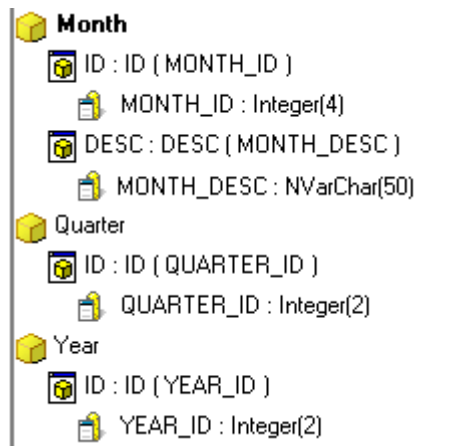 Month
ID : ID ( MONTH_ID )
MONTH_ID : Integer(4)
DESC : DESC ( MONTH_DESC )
MONTH_DESC : NVarChar(50)
Quarter
ID : ID ( QUARTER_ID )
QUARTER_ID : Integer(2)
Year
ID : ID ( YEAR_ID )
YEAR_ID : Integer(2)